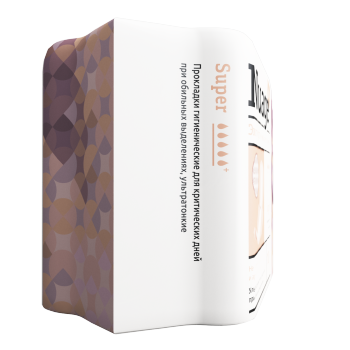 Super
+
Прокладки гигиенические для критических дней
при обильных выделениях, ультратонкие